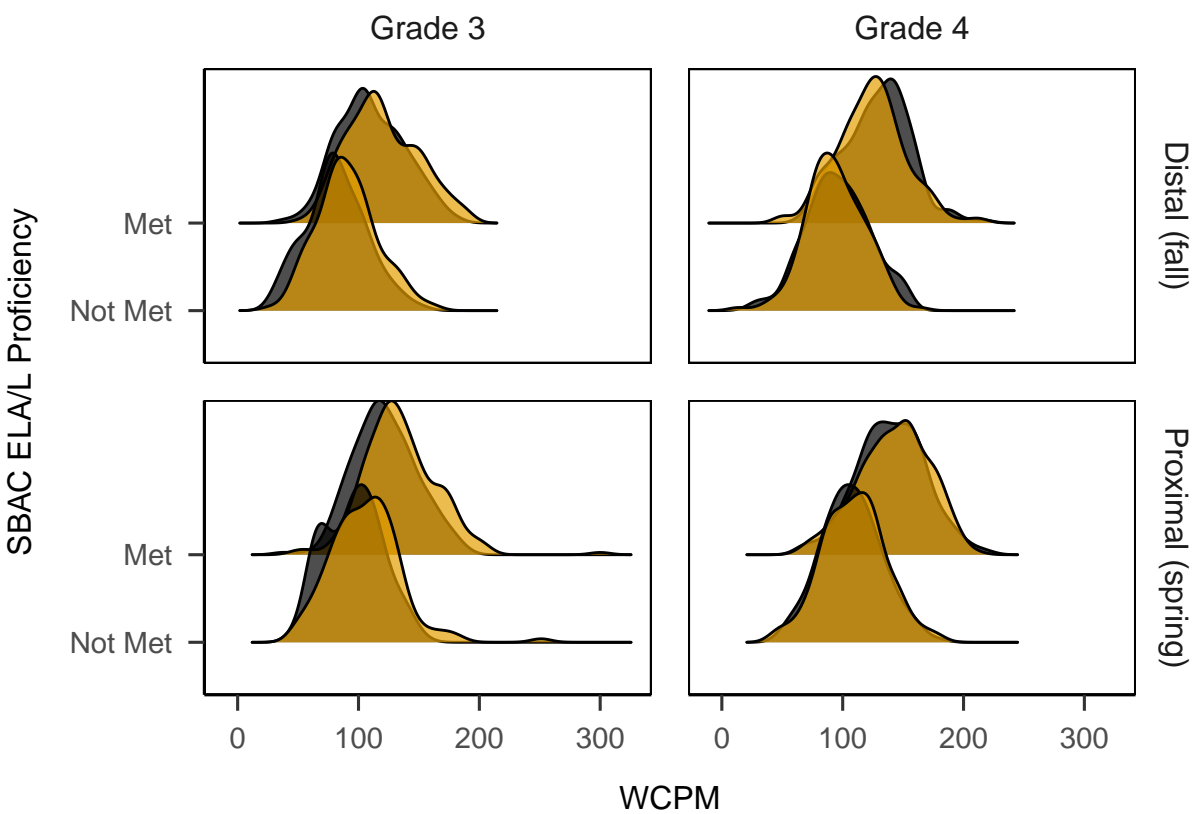 Grade 3
Grade 4
SBAC ELA/L Proficiency
Met
Not Met
Distal (fall)
Met
Not Met
Proximal (spring)
0
100
200
300
0
100
200
300
WCPM